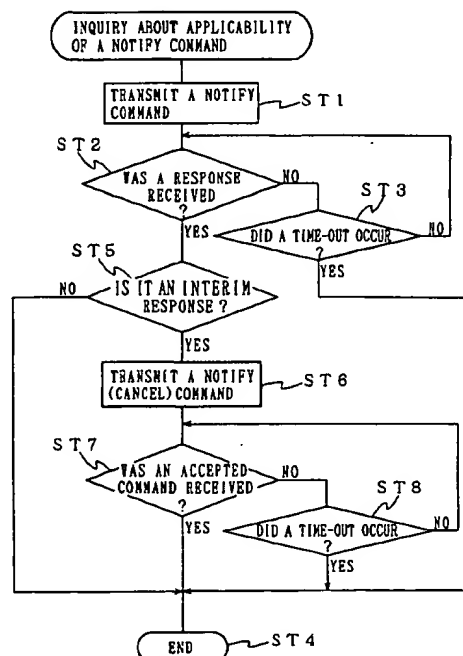 INQUIRY ABOUT APPLICABILITY
OF A NOTIFY COMMAND
TRANSMIT A NOTIFY
COMMAND
ST1
ST2
WAS A RESPONSE
RECEIVED
?
NO
YES
ST3
DID A TIME-OUT OCCUR
?
NO
YES
ST5
IS IT AN INTERIM
RESPONSE?
NO
YES
TRANSMIT A NOTIFY
(CANCEL) COMMAND
ST6
ST7
WAS AN ACCEPTED
COMMAND RECEIVED
?
NO
YES
ST8
DID A TIME-OUT OCCUR
?
NO
YES
END
ST4